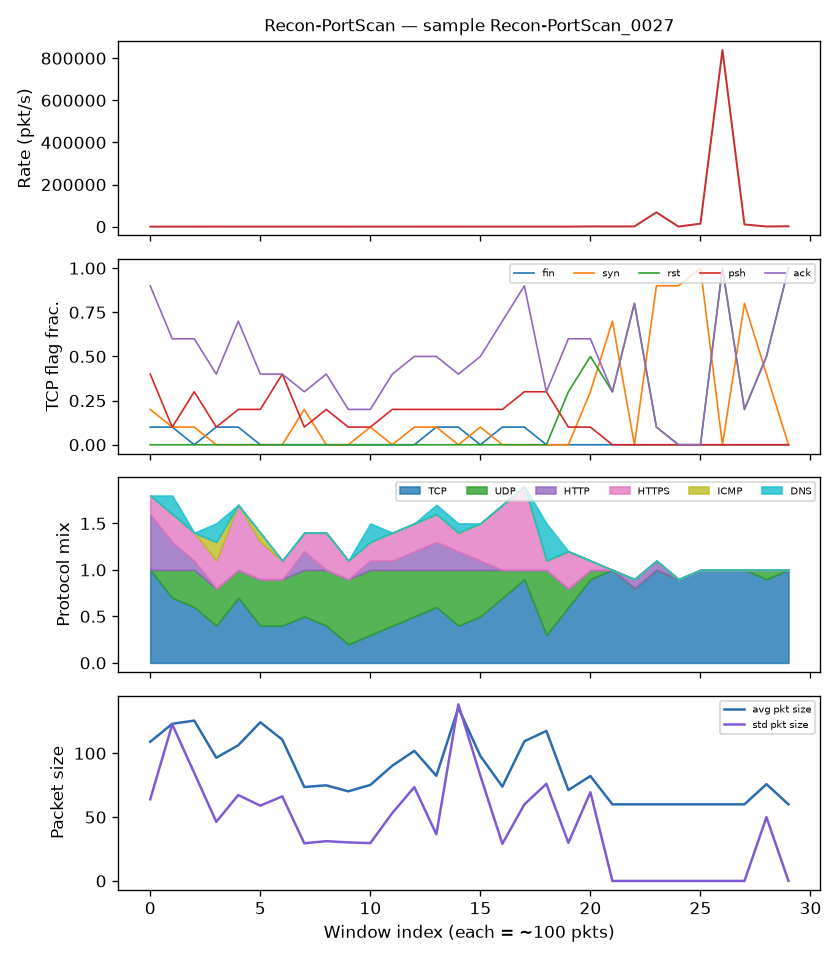 Recon-PortScan — sample Recon-PortScan_0027
Rate (pkt/s)
800000
600000
400000
200000
0
TCP flag frac.
1.00
0.75
0.50
0.25
0.00
fin syn rst psh ack
Protocol mix
1.5
1.0
0.5
0.0
TCP UDP HTTP HTTPS ICMP DNS
Packet size
100
50
0
avg pkt size
std pkt size
0 5 10 15 20 25 30
Window index (each = ~100 pkts)